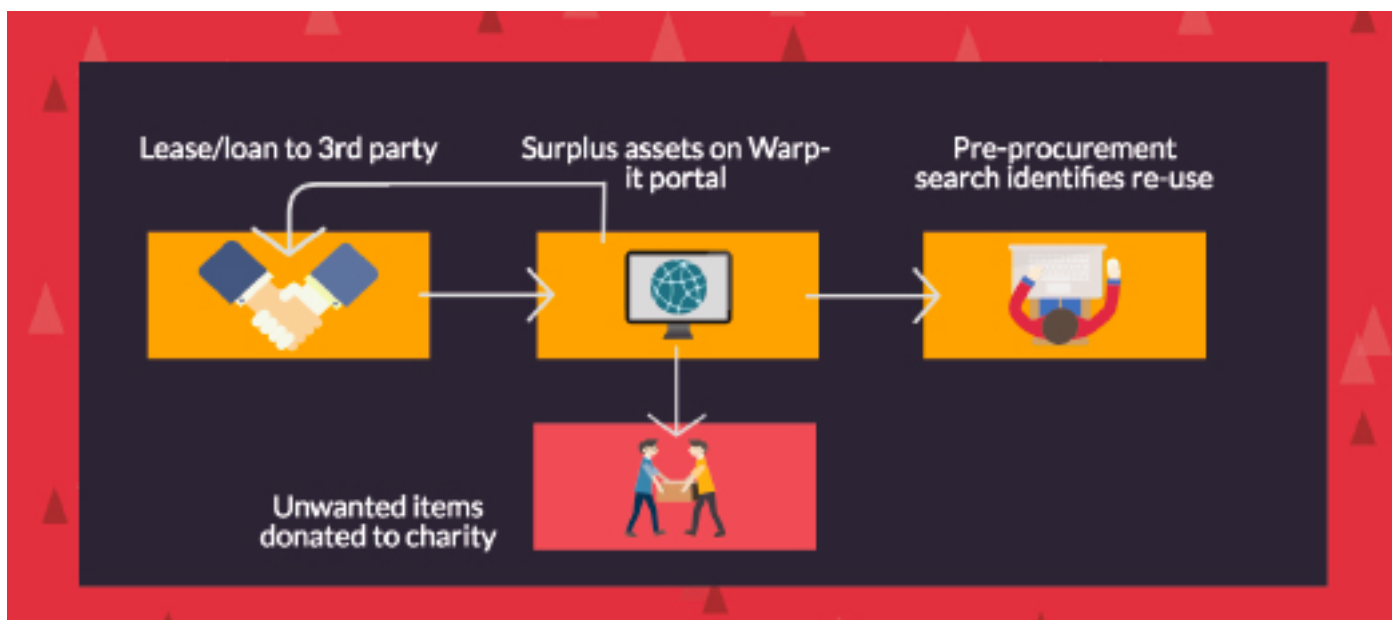 Lease/loan to 3rd party
Surplus assets on Warp-
it portal
Pre-procurement
search identifies re-use
Unwanted items
donated to charity